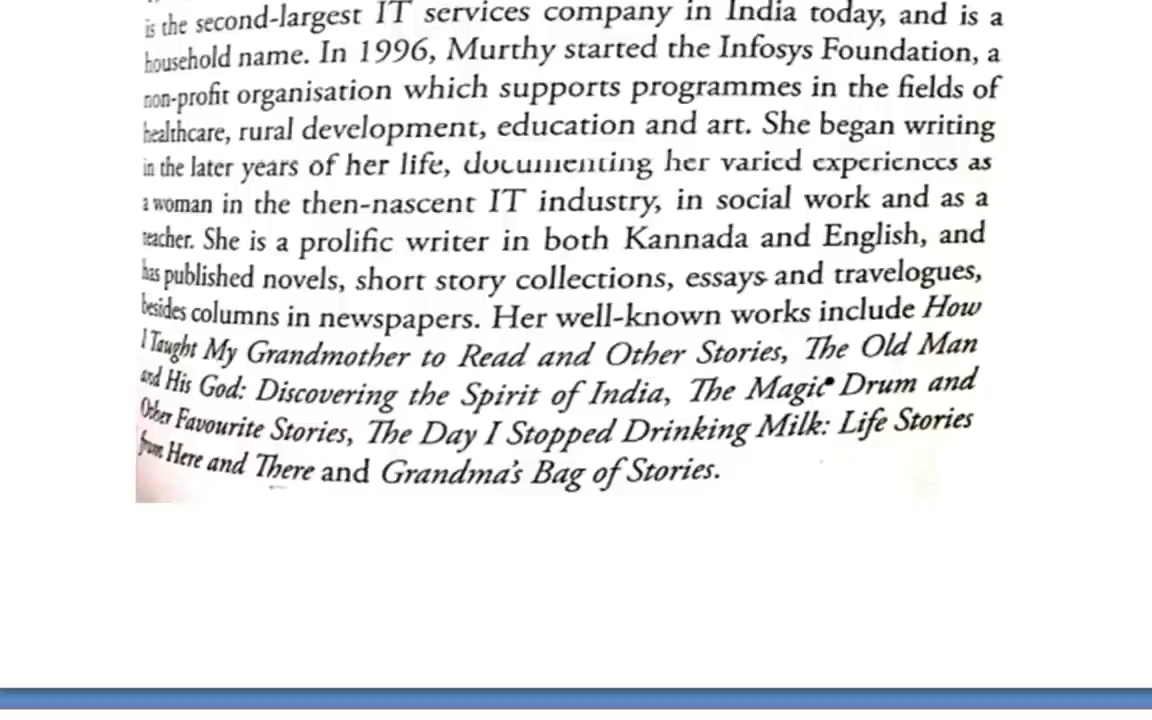 is the second-largest IT services company in India today, and is a
household name. In 1996, Murthy started the Infosys Foundation, a
non-profit organisation which supports programmes in the fields of
healthcare, rural development, education and art. She began writing
in the later years of her life, documenting her varied experiences as
a woman in the then-nascent IT industry, in social work and as a
teacher. She is a prolific writer in both Kannada and English, and
has published novels, short story collections, essays and travelogues,
besides columns in newspapers. Her well-known works include How
I Taught My Grandmother to Read and Other Stories, The Old Man
and His God: Discovering the Spirit of India, The Magic Drum and
Other Favourite Stories, The Day I Stopped Drinking Milk: Life Stories
from Here and There and Grandma's Bag of Stories.